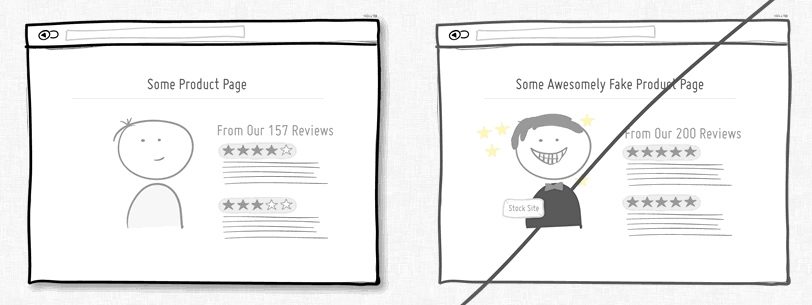 Some Product Page
From Our 157 Reviews
Some Awesomely Fake Product Page
From Our 200 Reviews
Stock Site